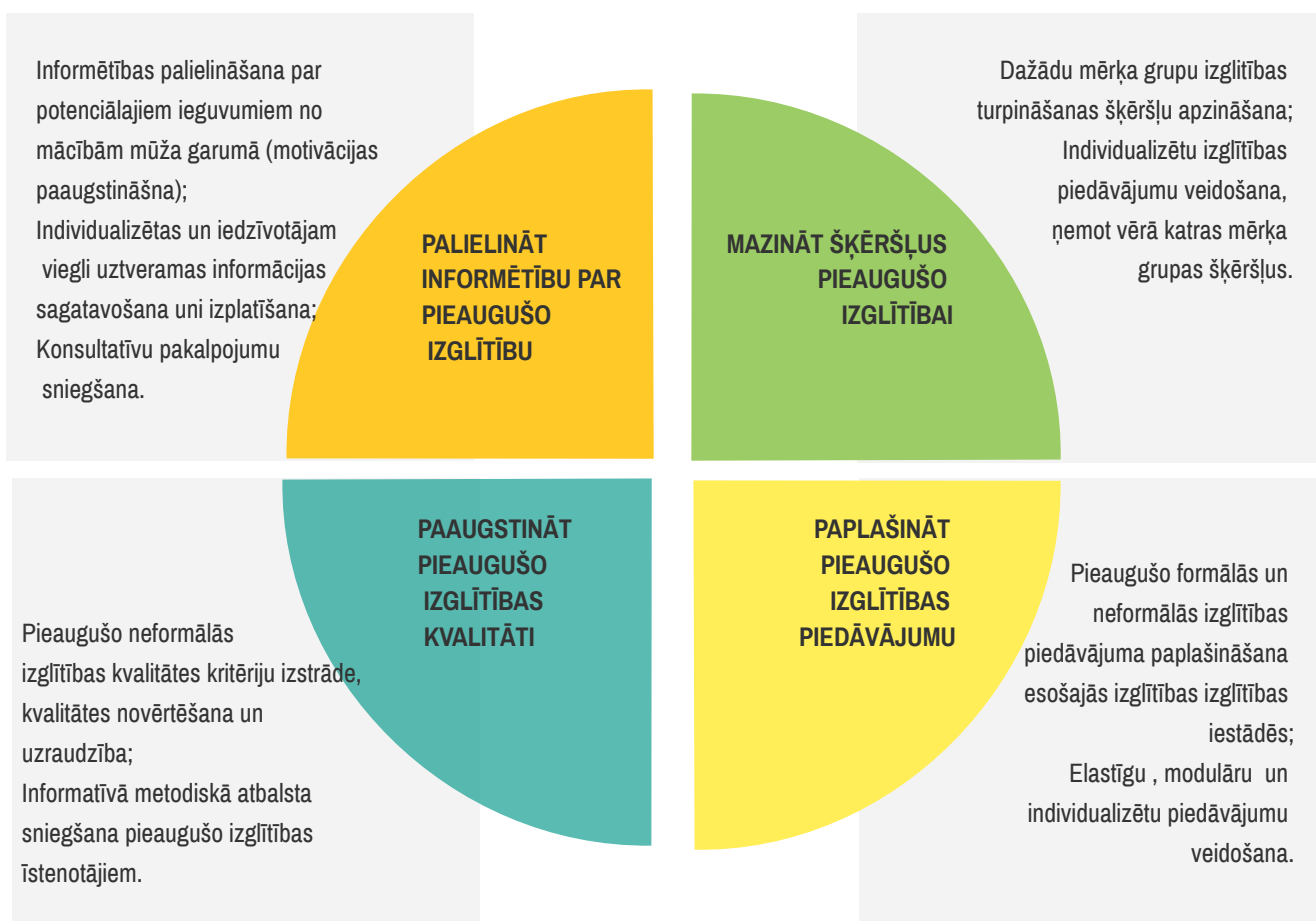 Informētības palielināšana par
potenciālajiem ieguvumiem no
mācībām mūža garumā (motivācijas
paaugstināšna);
Individualizētas un iedzīvotājam
viegli uztveramas informācijas
sagatavošana uni izplatīšana;
Konsultatīvu pakalpojumu
sniegšana.
PALIELINĀT
INFORMĒTĪBU PAR
PIEAUGUŠO
IZGLĪTĪBU
MAZINĀT ŠĶĒRŠĻUS
PIEAUGUŠO
IZGLĪTĪBAI
Dažādu mērķa grupu izglitības
turpināšanas šķēršļu apzināšana;
Individualizētu izglītības
piedāvājumu veidošana,
ņemot vērā katras mērķa
grupas šķēršļus.
Pieaugušo neformālās
izglītības kvalitātes kritēriju izstrāde,
kvalitātes novērtēšana un
uzraudzība;
Informatīvā metodiskā atbalsta
sniegšana pieaugušo izglītības
īstenotājiem.
PAAUGSTINĀT
PIEAUGUŠO
IZGLĪTĪBAS
KVALITĀTI
PAPLAŠINĀT
PIEAUGUŠO
IZGLĪTĪBAS
PIEDĀVĀJUMU
Pieaugušo formālās un
neformālās izglītības
piedāvājuma paplašināšana
esošajās izglītības izglītības
iestādēs;
Elastīgu , modulāru un
individualizētu piedāvājumu
veidošana.